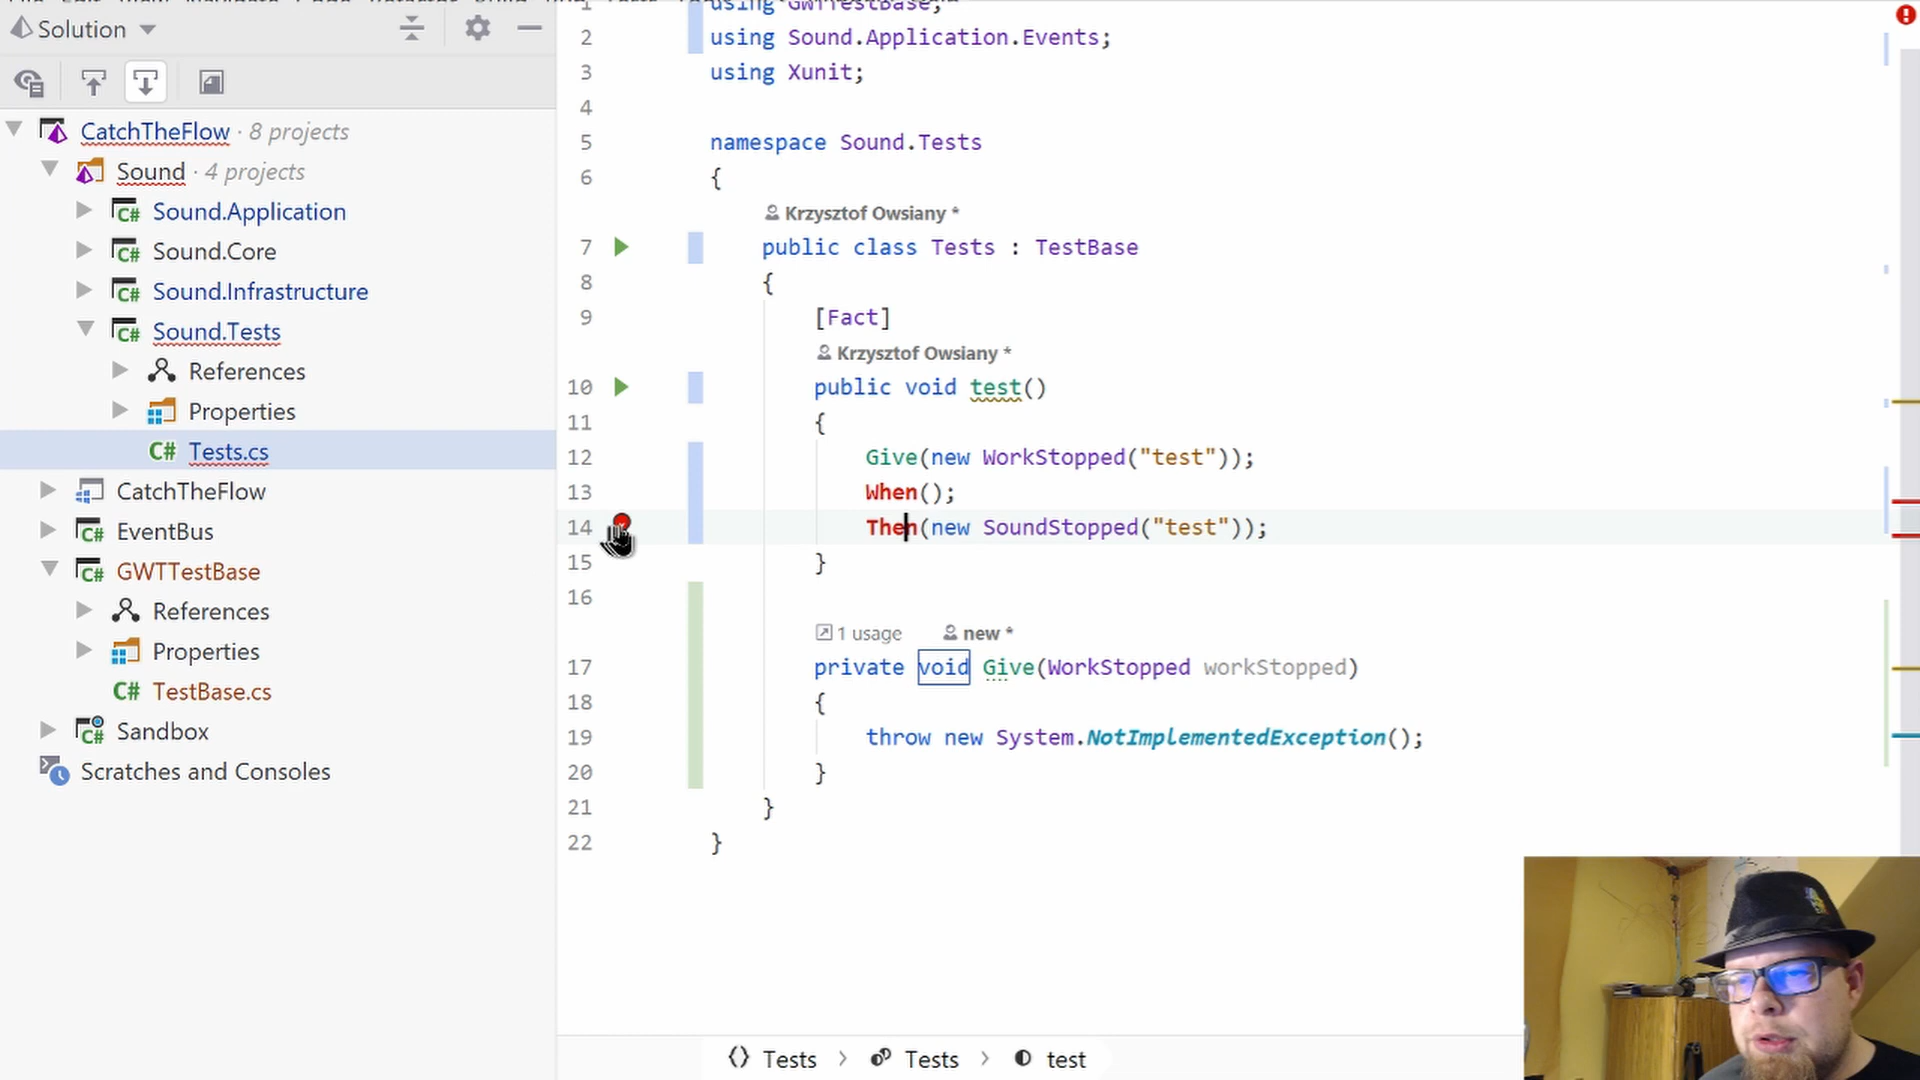 Solution
CatchTheFlow · 8 projects
Sound · 4 projects
Sound.Application
Sound.Core
Sound.Infrastructure
Sound.Tests
References
Properties
C# Tests.cs
CatchTheFlow
C# EventBus
C# GWTTestBase
References
Properties
C# TestBase.cs
C# Sandbox
Scratches and Consoles
1 using GWTTestBase;
2 using Sound.Application.Events;
3 using Xunit;
4
5 namespace Sound.Tests
6 {
Krzysztof Owsiany *
7 public class Tests : TestBase
8 {
9 [Fact]
Krzysztof Owsiany *
10 public void test()
11 {
12 Give(new WorkStopped("test"));
13 When();
14 Then(new SoundStopped("test"));
15 }
16
1 usage new *
17 private void Give(WorkStopped workStopped)
18 {
19 throw new System.NotImplementedException();
20 }
21 }
22 }
Tests > Tests > test